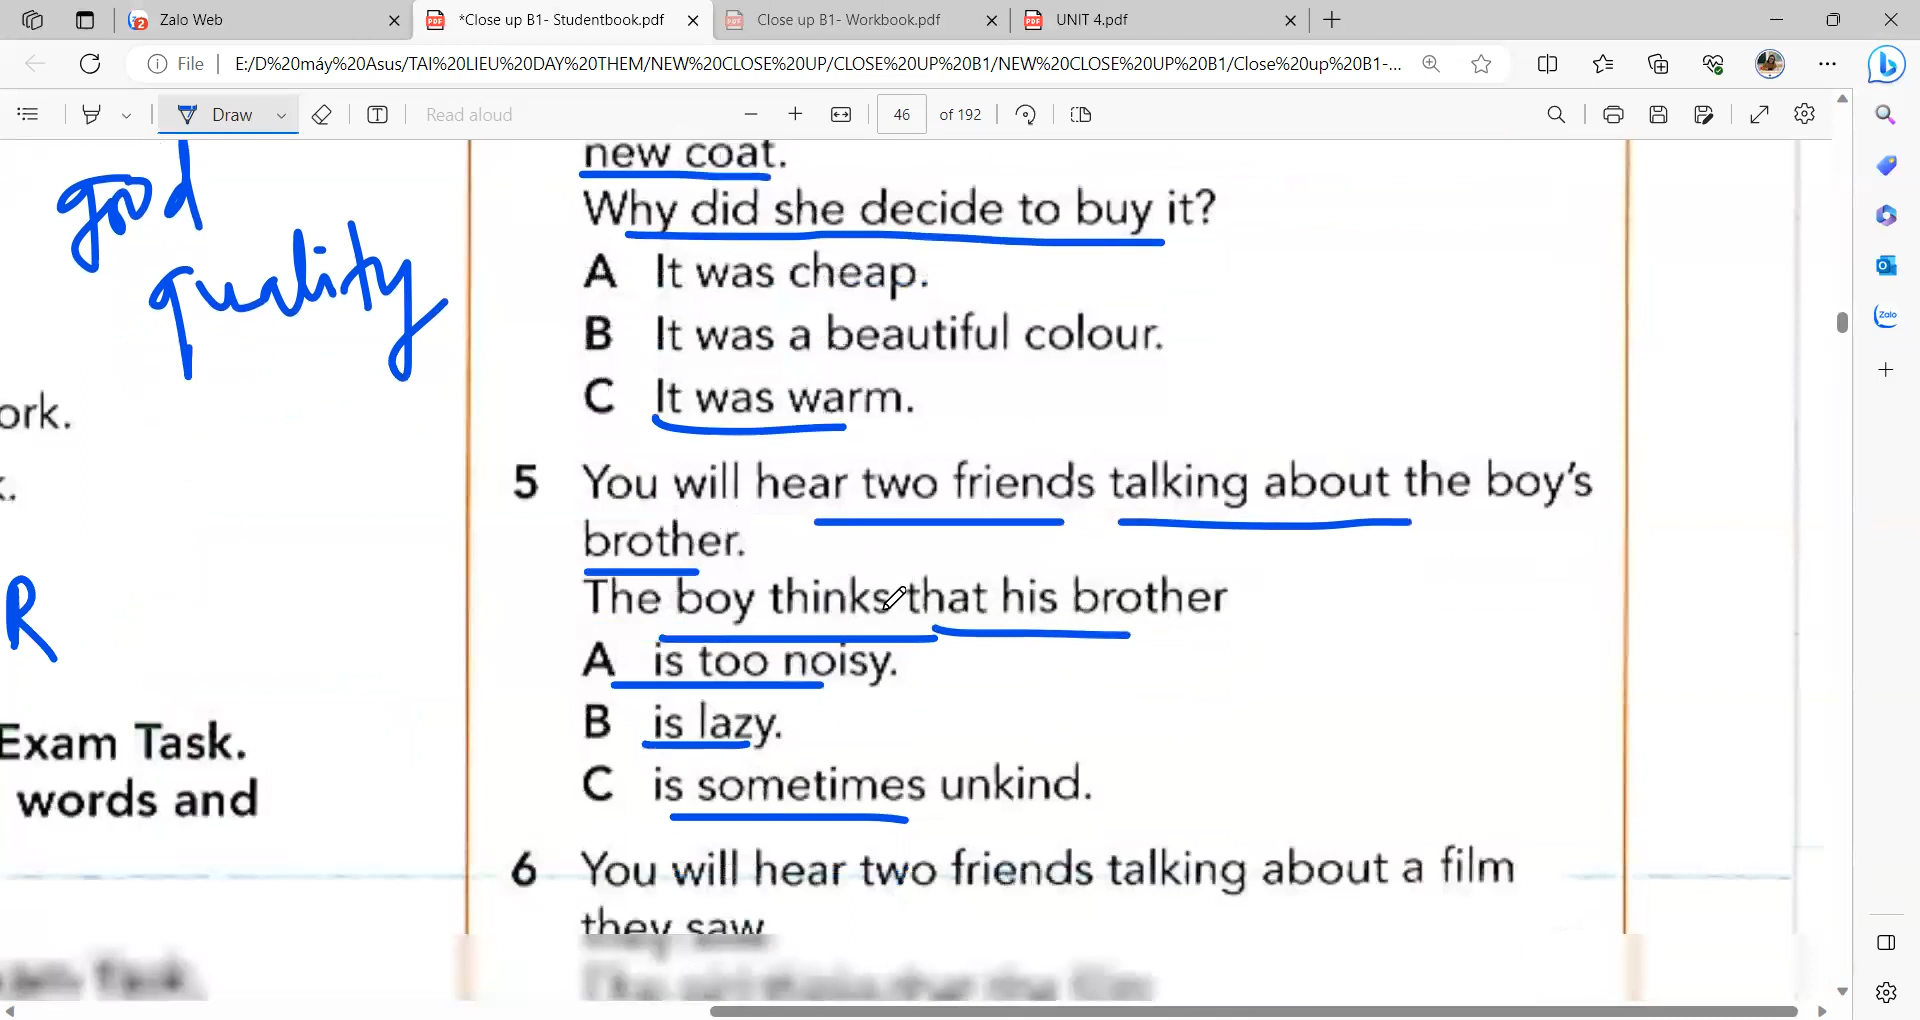 Zalo Web
*Close up B1- Studentbook.pdf
Close up B1- Workbook.pdf
UNIT 4.pdf
File
E:/D%20máy%20Asus/TAI%20LIEU%20DAY%20THEM/NEW%20CLOSE%20UP/CLOSE%20UP%20B1/NEW%20CLOSE%20UP%20B1/Close%20up%20B1-...
Draw
Read aloud
46 of 192
good
quality
ork.
R
Exam Task.
words and
new coat.
Why did she decide to buy it?
A It was cheap.
B It was a beautiful colour.
C It was warm.
5 You will hear two friends talking about the boy's
brother.
The boy thinks that his brother
A is too noisy.
B is lazy.
C is sometimes unkind.
6 You will hear two friends talking about a film
they saw
Zalo